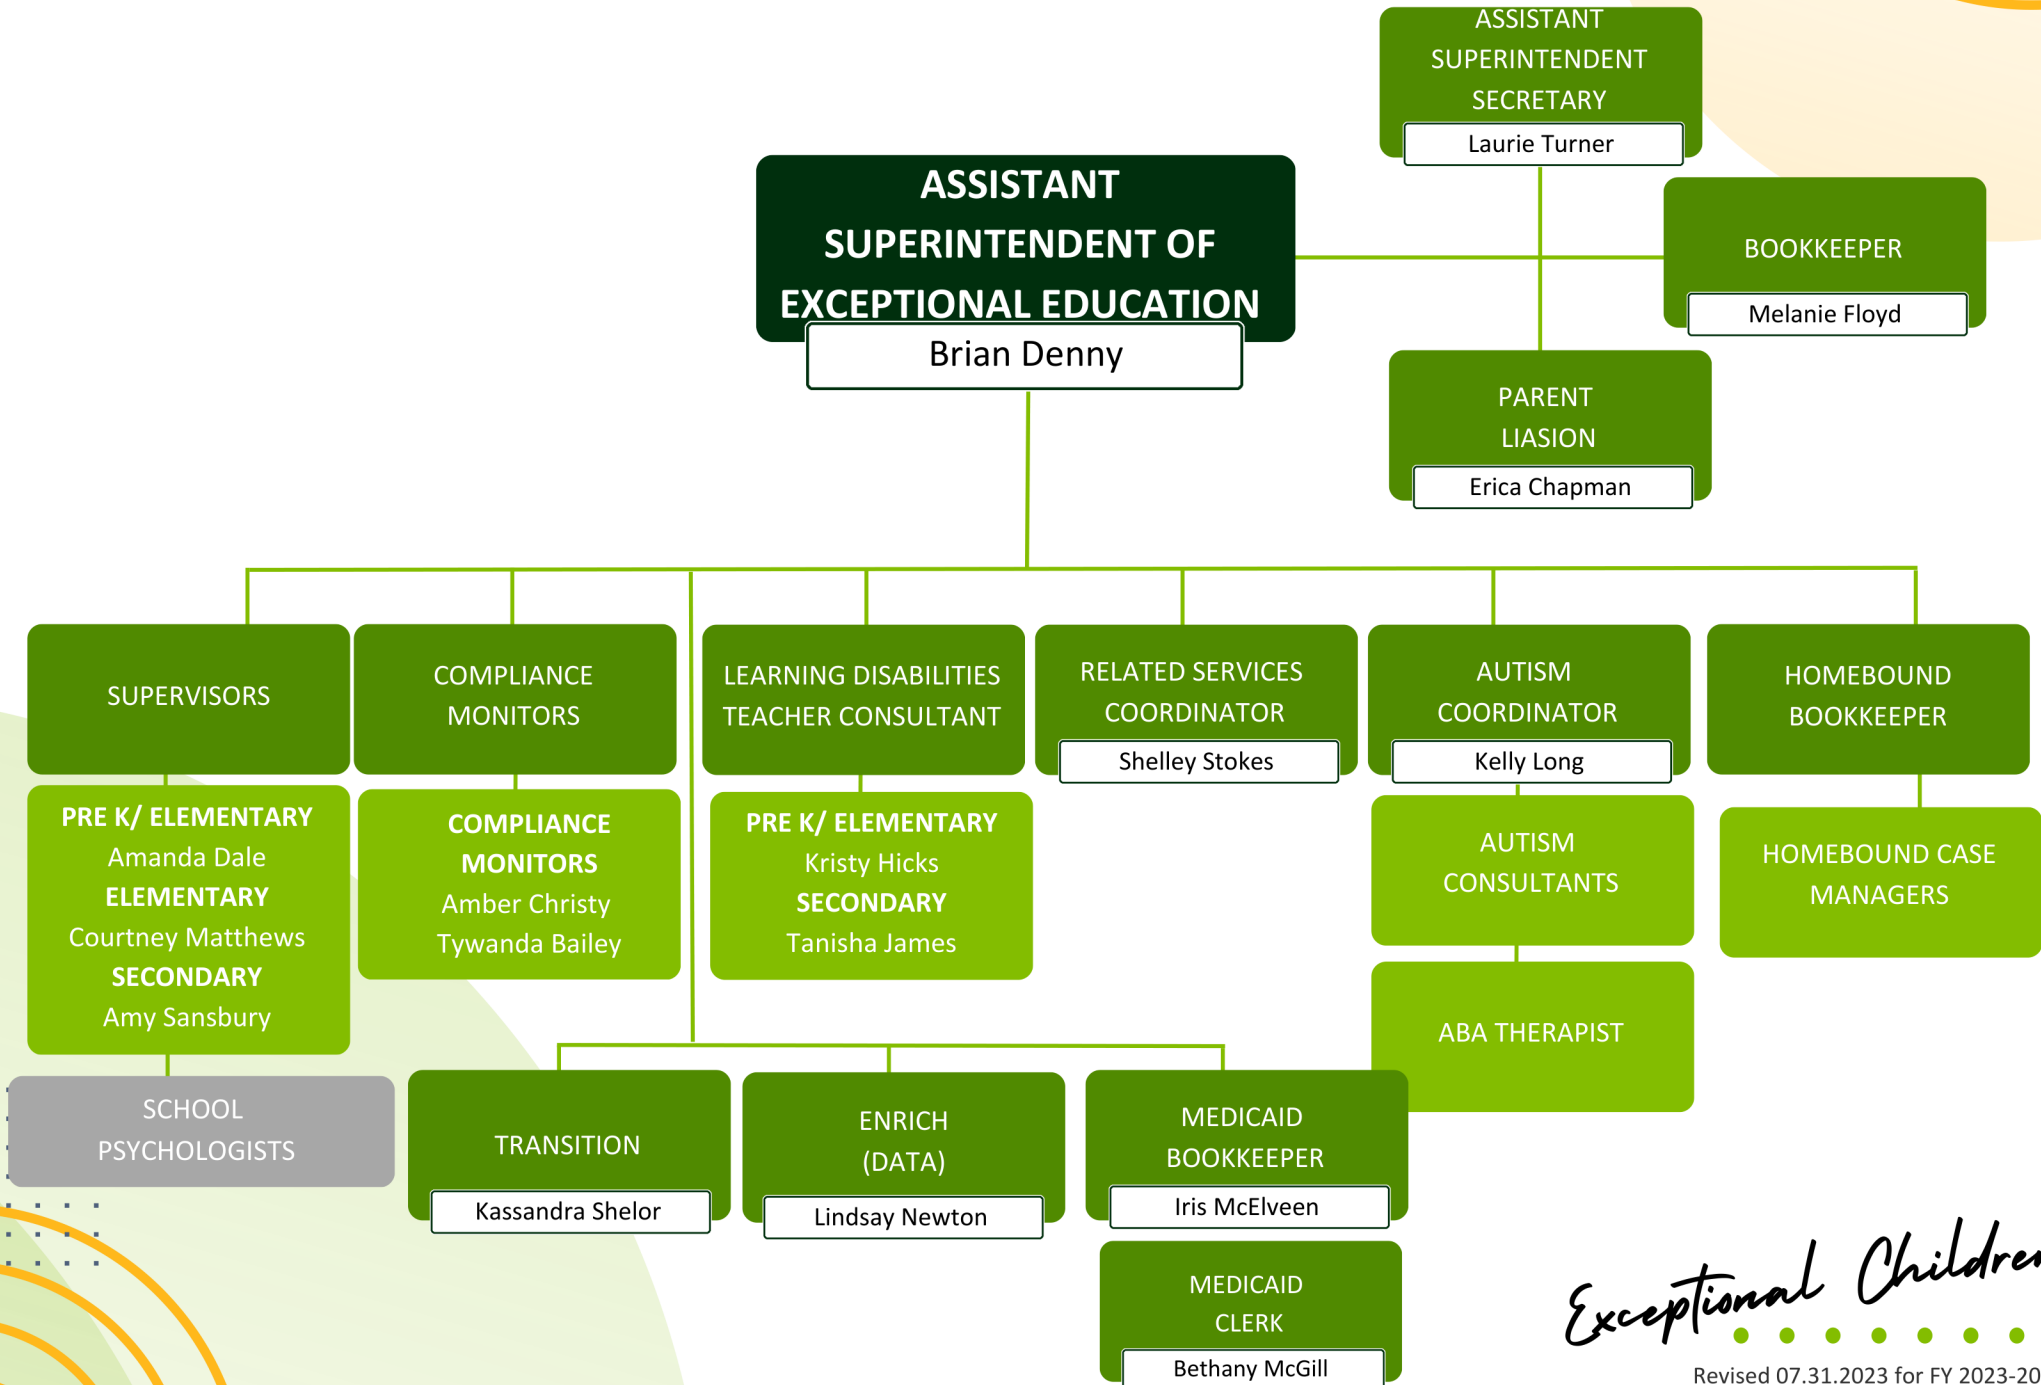 ASSISTANT
SUPERINTENDENT
SECRETARY
Laurie Turner
ASSISTANT
SUPERINTENDENT OF
EXCEPTIONAL EDUCATION
Brian Denny
BOOKKEEPER
Melanie Floyd
PARENT
LIASION
Erica Chapman
SUPERVISORS
PRE K/ ELEMENTARY
Amanda Dale
ELEMENTARY
Courtney Matthews
SECONDARY
Amy Sansbury
SCHOOL
PSYCHOLOGISTS
COMPLIANCE
MONITORS
COMPLIANCE
MONITORS
Amber Christy
Tywanda Bailey
LEARNING DISABILITIES
TEACHER CONSULTANT
PRE K/ ELEMENTARY
Kristy Hicks
SECONDARY
Tanisha James
RELATED SERVICES
COORDINATOR
Shelley Stokes
AUTISM
COORDINATOR
Kelly Long
AUTISM
CONSULTANTS
ABA THERAPIST
HOMEBOUND
BOOKKEEPER
HOMEBOUND CASE
MANAGERS
TRANSITION
Kassandra Shelor
ENRICH
(DATA)
Lindsay Newton
MEDICAID
BOOKKEEPER
Iris McElveen
MEDICAID
CLERK
Bethany McGill
Exceptional Children
Revised 07.31.2023 for FY 2023-20